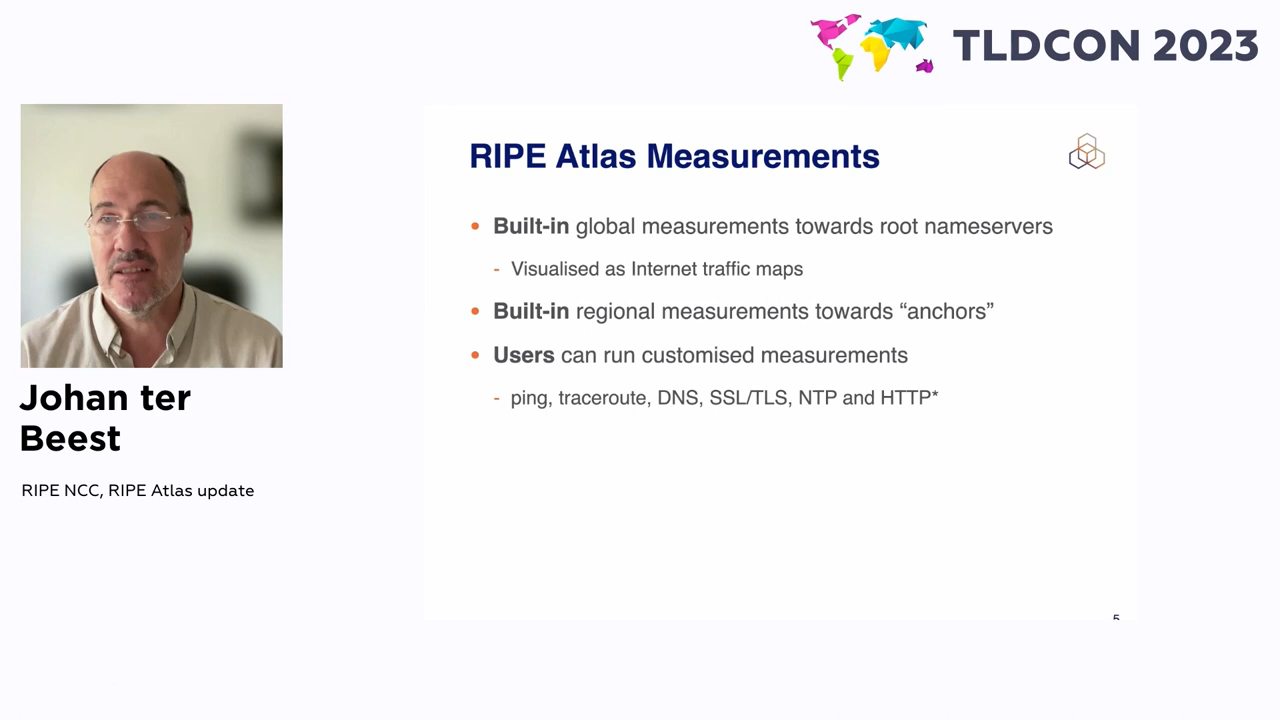 TLDCON 2023
RIPE Atlas Measurements
• Built-in global measurements towards root nameservers
- Visualised as Internet traffic maps
• Built-in regional measurements towards “anchors”
• Users can run customised measurements
- ping, traceroute, DNS, SSL/TLS, NTP and HTTP*
5
Johan ter
Beest
RIPE NCC, RIPE Atlas update